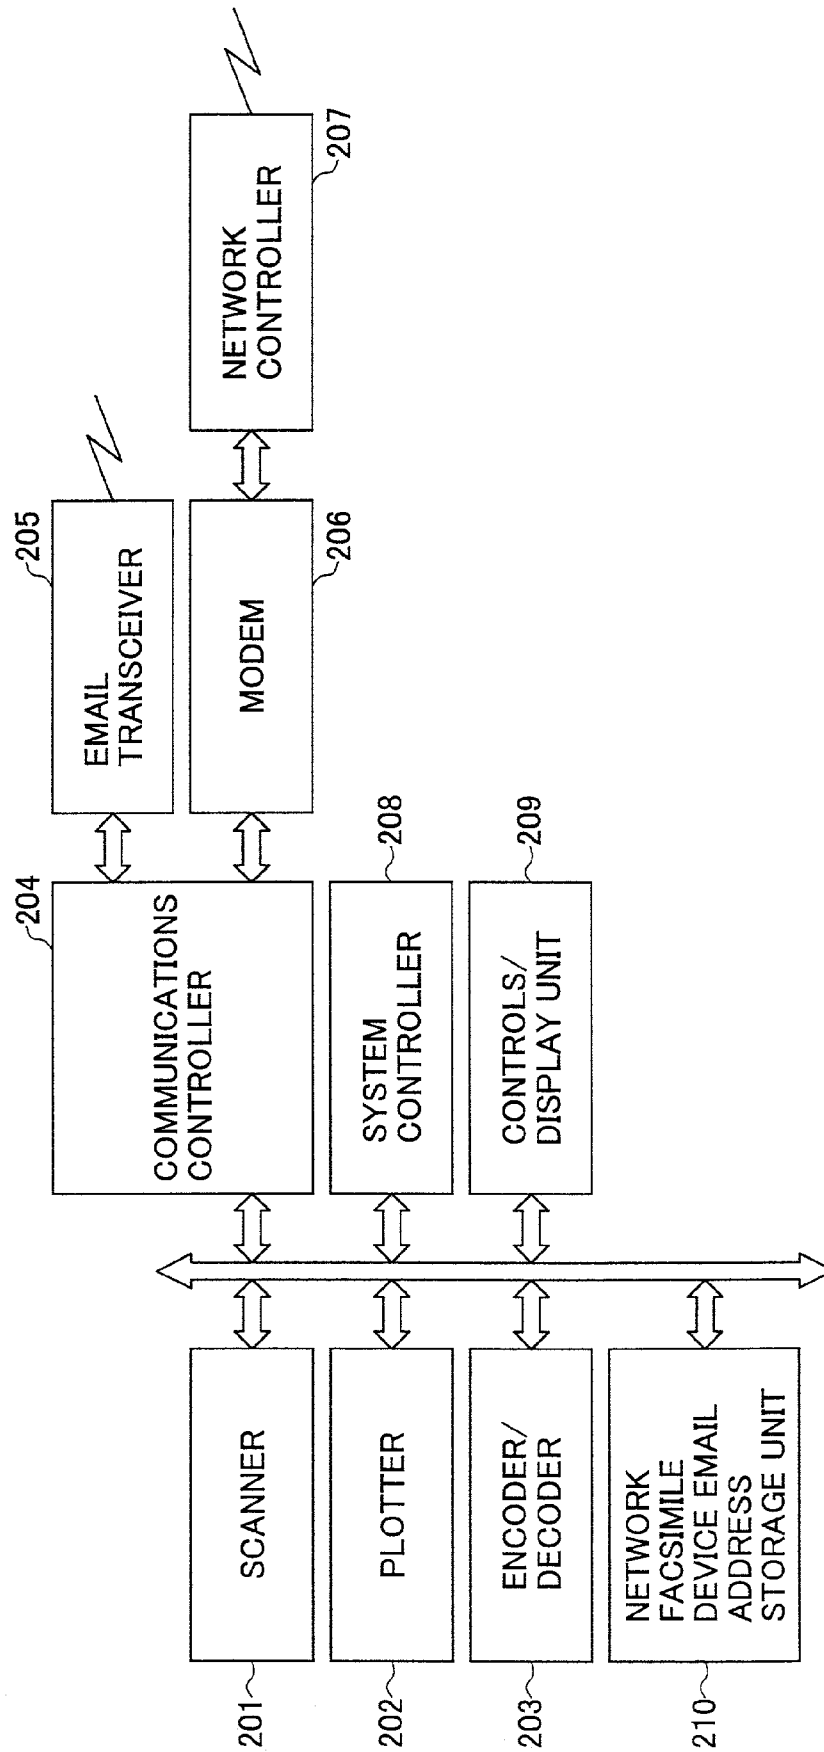 201
SCANNER
202
PLOTTER
203
ENCODER/
DECODER
210
NETWORK
FACSIMILE
DEVICE EMAIL
ADDRESS
STORAGE UNIT
204
COMMUNICATIONS
CONTROLLER
208
SYSTEM
CONTROLLER
209
CONTROLS/
DISPLAY UNIT
205
EMAIL
TRANSCEIVER
206
MODEM
207
NETWORK
CONTROLLER